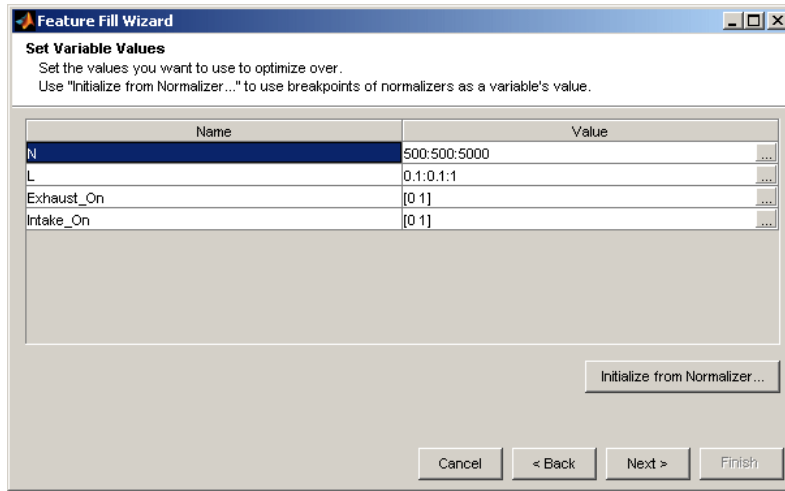 Feature Fill Wizard
Set Variable Values
Set the values you want to use to optimize over.
Use "Initialize from Normalizer..." to use breakpoints of normalizers as a variable's value.
Name Value
N 500:500:5000 ...
L 0.1:0.1:1 ...
Exhaust_On [0 1] ...
Intake_On [0 1] ...
Initialize from Normalizer...
Cancel < Back Next > Finish